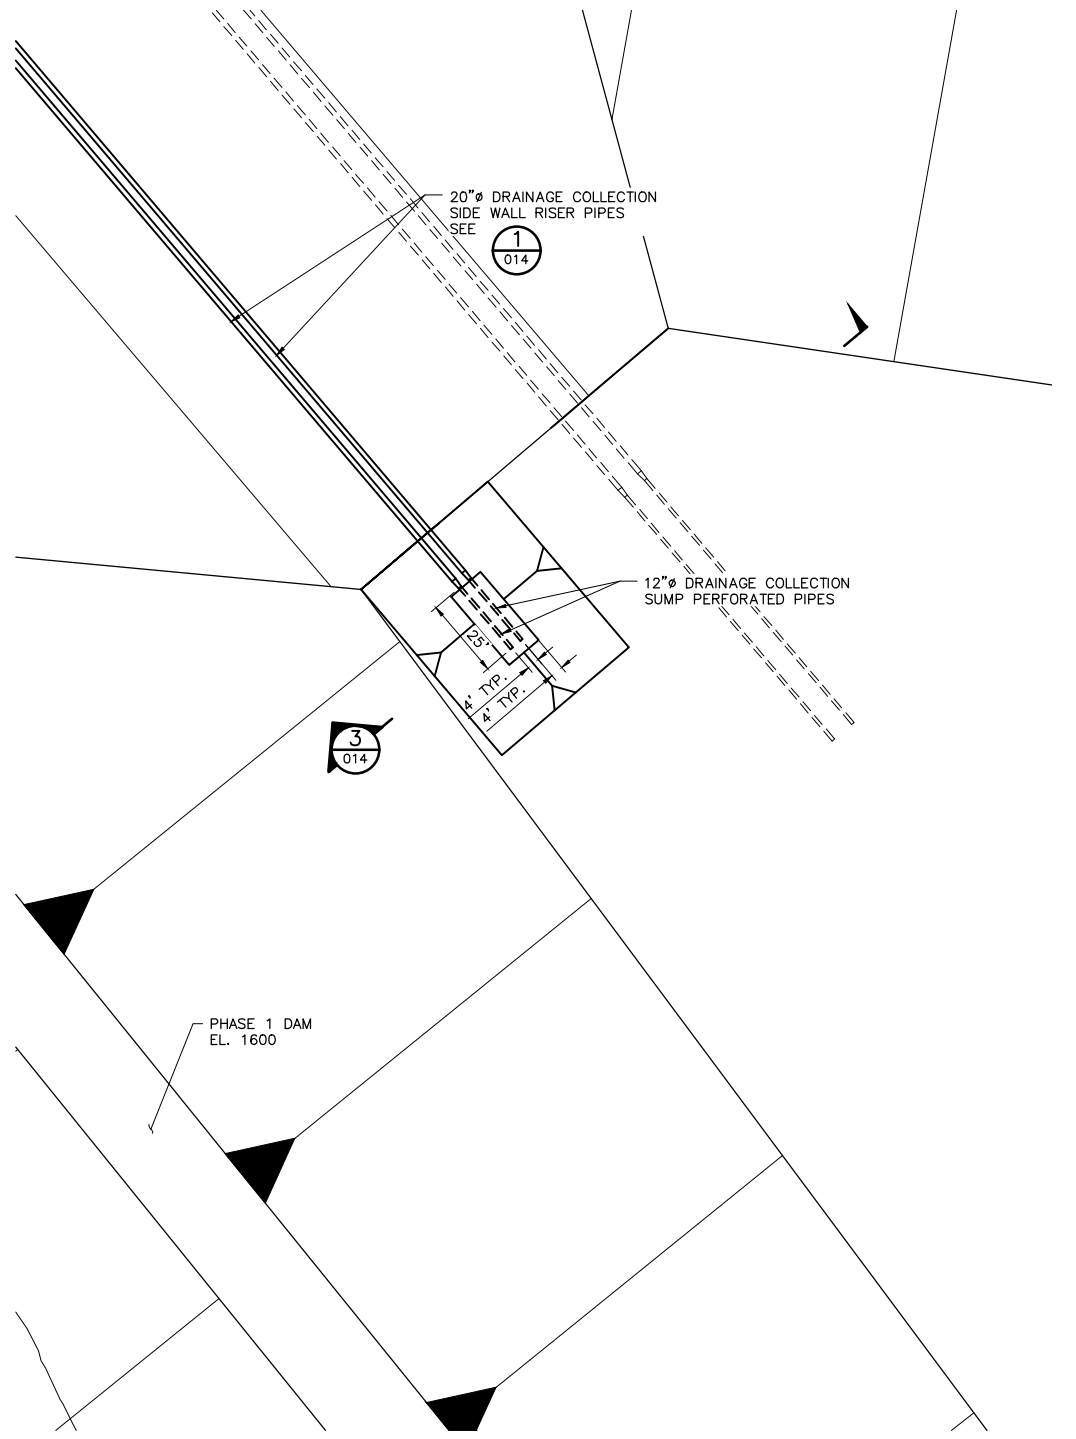 20"ø DRAINAGE COLLECTION
SIDE WALL RISER PIPES
SEE
1
014
12"ø DRAINAGE COLLECTION
SUMP PERFORATED PIPES
25'
4' TYP.
4' TYP.
3
014
PHASE 1 DAM
EL. 1600